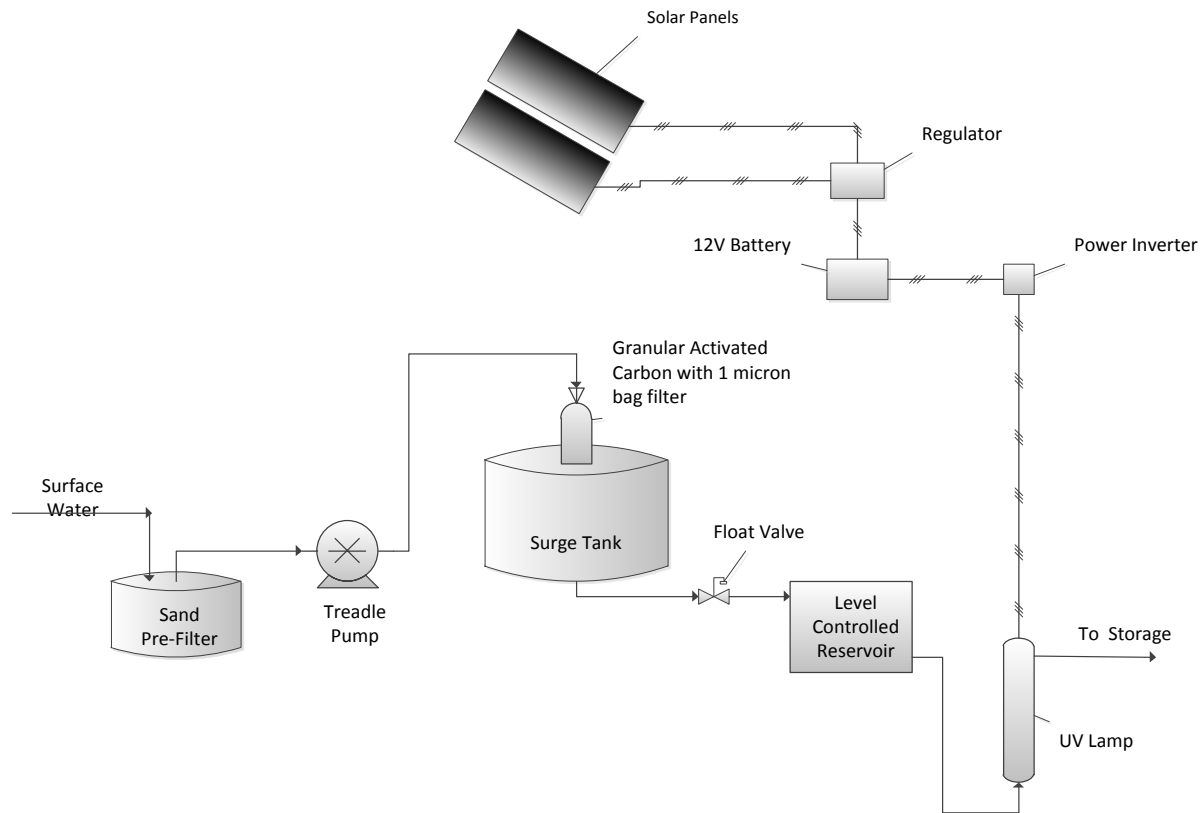 Solar Panels
Regulator
12V Battery
Power Inverter
Granular Activated
Carbon with 1 micron
bag filter
Surface
Water
Surge Tank
Float Valve
Sand
Pre-Filter
Treadle
Pump
Level
Controlled
Reservoir
To Storage
UV Lamp